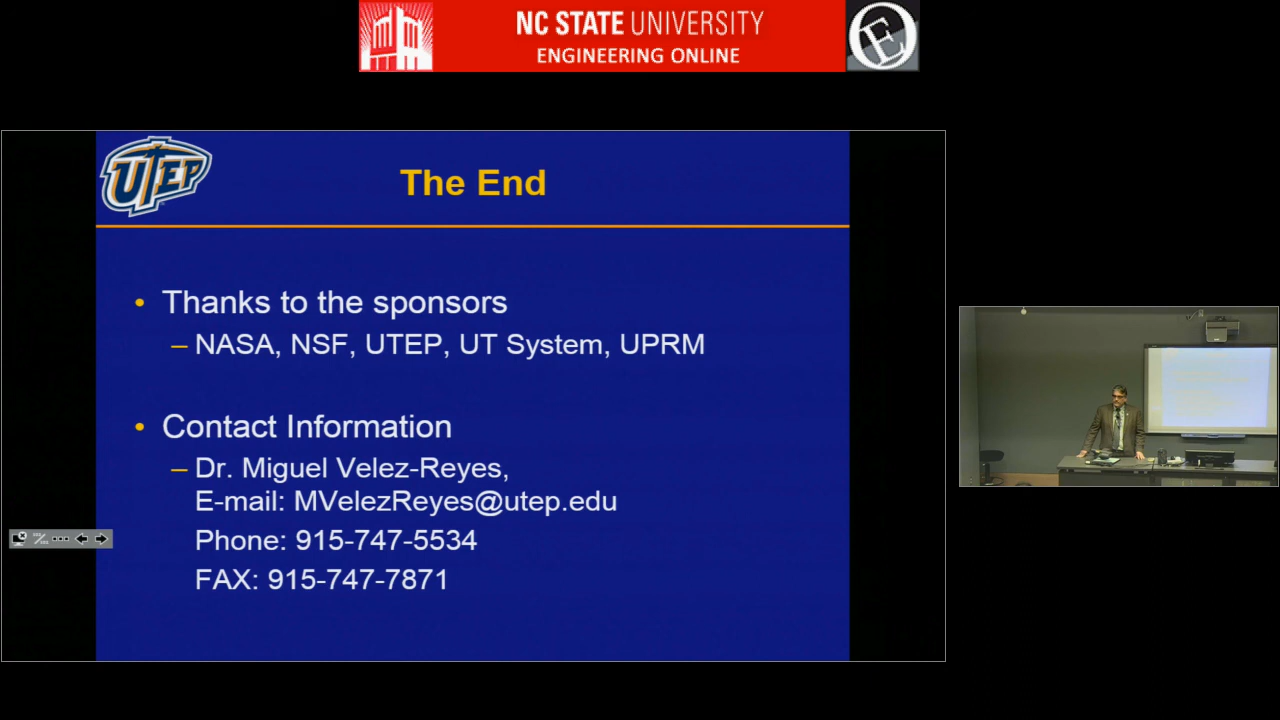 NC STATE UNIVERSITY
ENGINEERING ONLINE
UTEP
The End
• Thanks to the sponsors
– NASA, NSF, UTEP, UT System, UPRM
• Contact Information
– Dr. Miguel Velez-Reyes,
E-mail: MVelezReyes@utep.edu
Phone: 915-747-5534
FAX: 915-747-7871